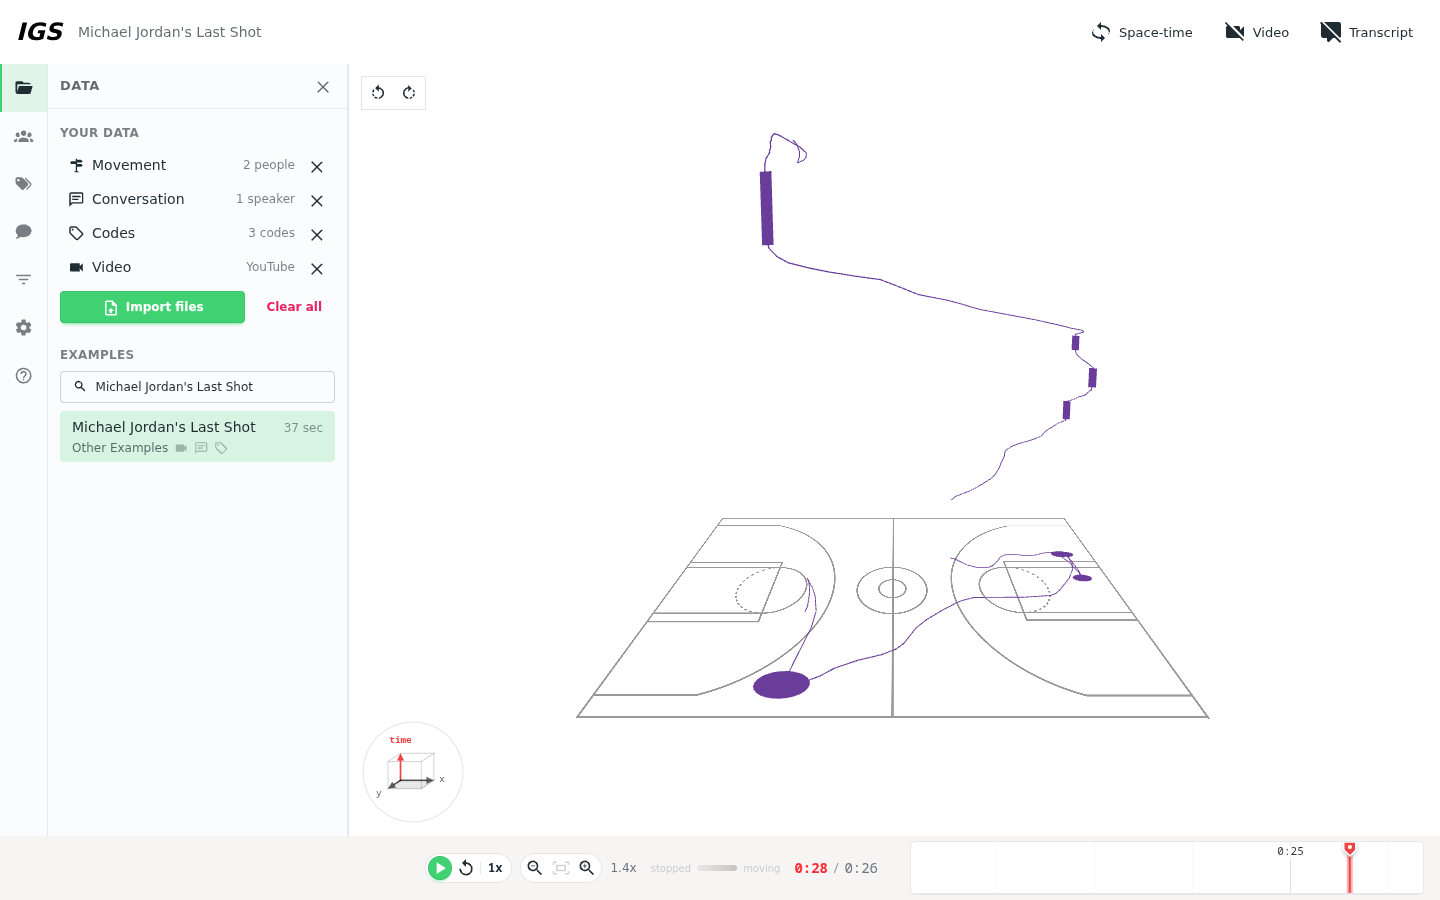 IGS Michael Jordan's Last Shot
Space-time Video Transcript
DATA
YOUR DATA
Movement 2 people
Conversation 1 speaker
Codes 3 codes
Video YouTube
Import files Clear all
EXAMPLES
Michael Jordan's Last Shot
Michael Jordan's Last Shot 37 sec
Other Examples
time
x
y
1x
1.4x
stopped moving
0:28 / 0:26
0:25